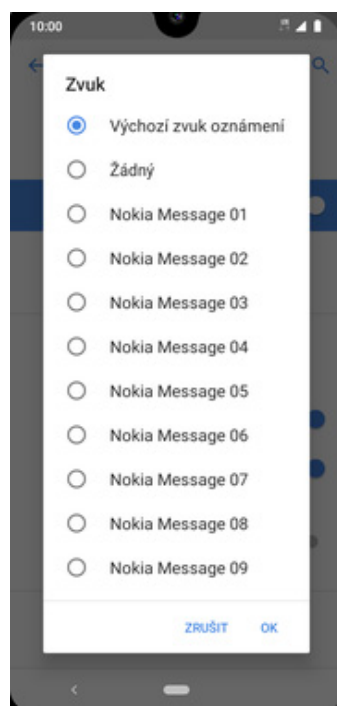 10:00
Zvuk
Výchozí zvuk oznámení
Žádný
Nokia Message 01
Nokia Message 02
Nokia Message 03
Nokia Message 04
Nokia Message 05
Nokia Message 06
Nokia Message 07
Nokia Message 08
Nokia Message 09
ZRUŠIT OK